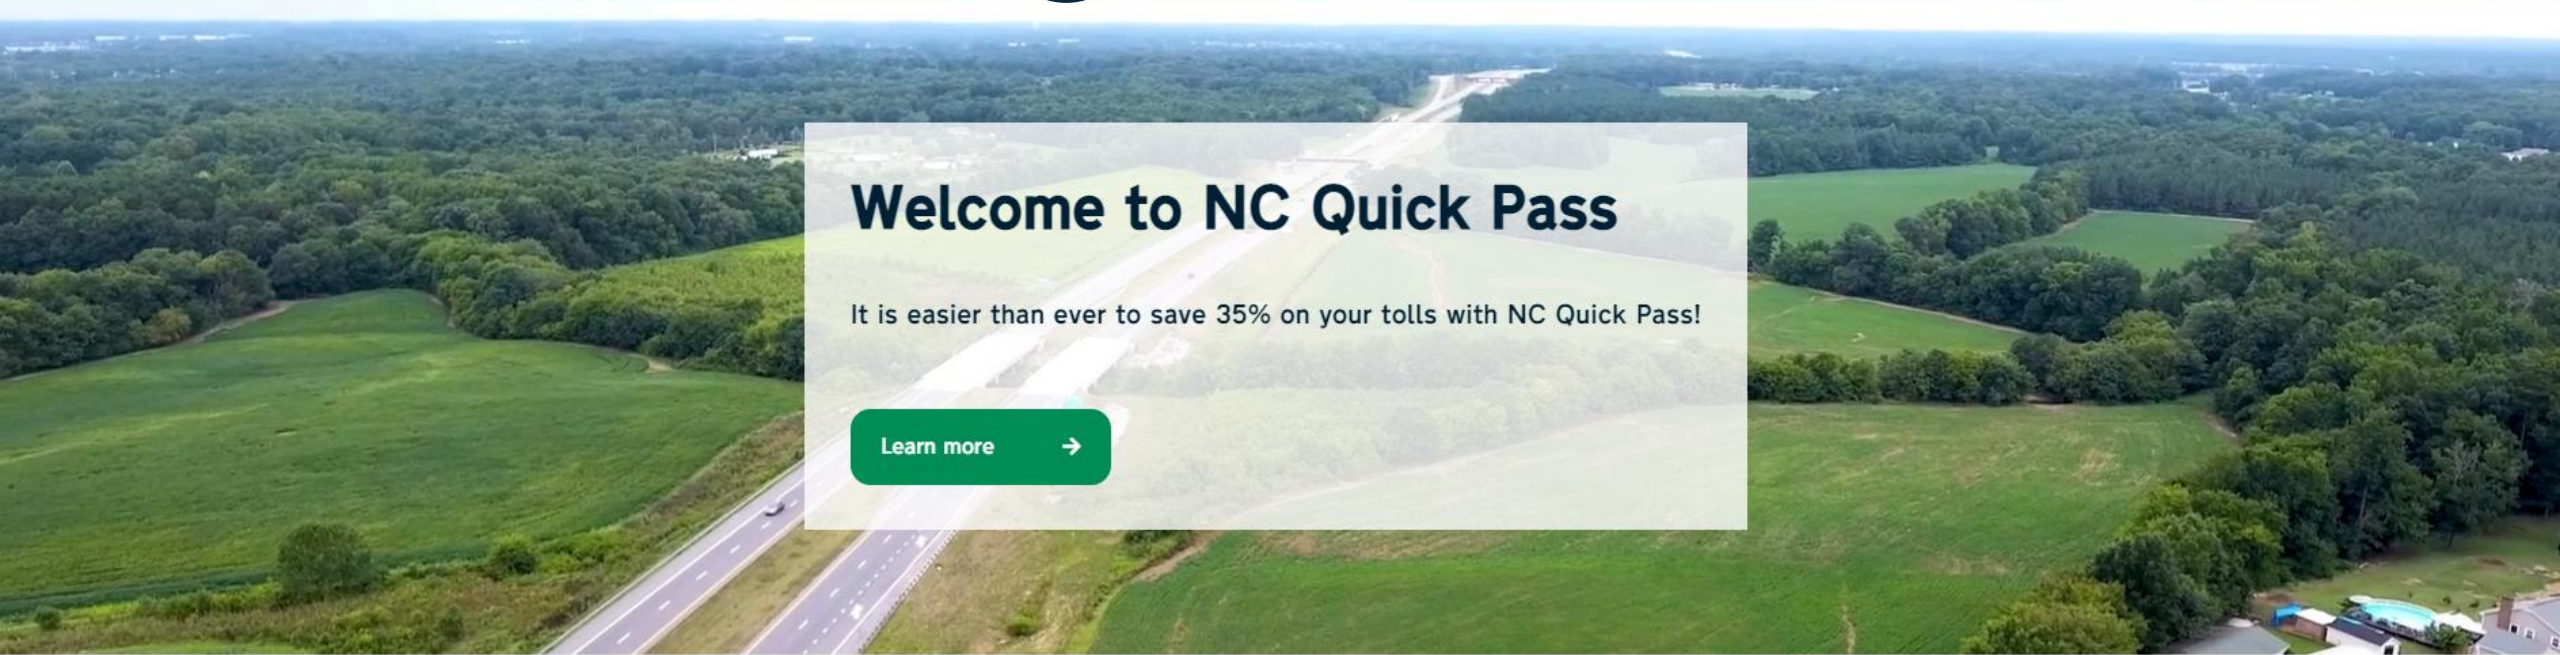 Welcome to NC Quick Pass
It is easier than ever to save 35% on your tolls with NC Quick Pass!
Learn more